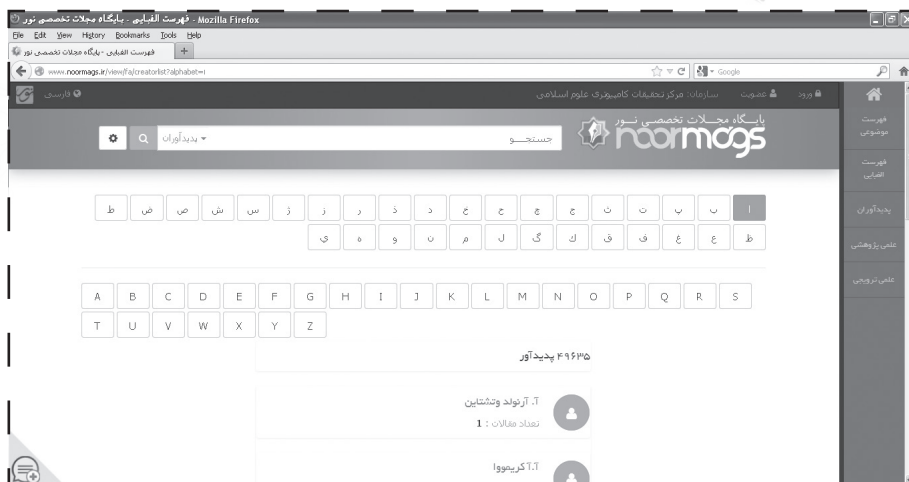 فهرست الفبایی - پایگاه مجلات تخصصی نور - Mozilla Firefox
File Edit View History Bookmarks Tools Help
فهرست الفبایی - پایگاه مجلات تخصصی نور
+
www.noormags.ir/view/fa/creatorlist?alphabet=ا
Google
ورود
عضویت
سازمان: مرکز تحقیقات کامپیوتری علوم اسلامی
فارسی
پایگاه مجلات تخصصی نور
noormags
جستجو
پدیدآوران
فهرست موضوعی
فهرست الفبایی
پدیدآوران
علمی پژوهشی
علمی ترویجی
ا ب پ ت ث ج چ ح خ د ذ ر ز ژ س ش ص ض ط
ظ ع غ ف ق ك گ ل م ن و ه ي
A B C D E F G H I J K L M N O P Q R S
T U V W X Y Z
۴۹۶۳۵ پدیدآور
آ. آرنولد وتشتاین
تعداد مقالات : 1
آ.آ کریمووا